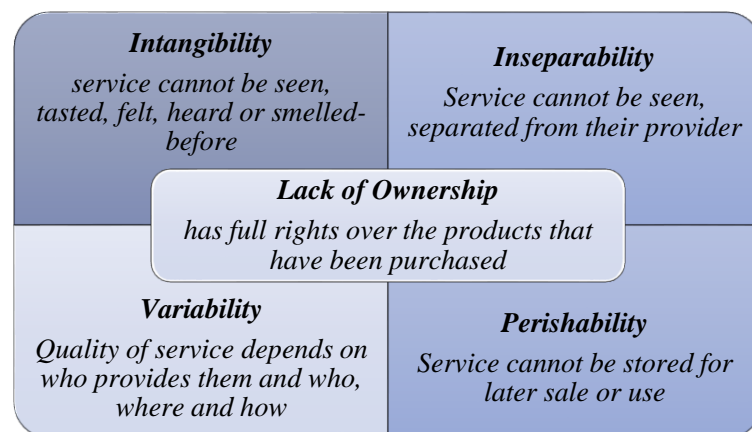 Intangibility
service cannot be seen,
tasted, felt, heard or smelled-
before
Inseparability
Service cannot be seen,
separated from their provider
Lack of Ownership
has full rights over the products that
have been purchased
Variability
Quality of service depends on
who provides them and who,
where and how
Perishability
Service cannot be stored for
later sale or use